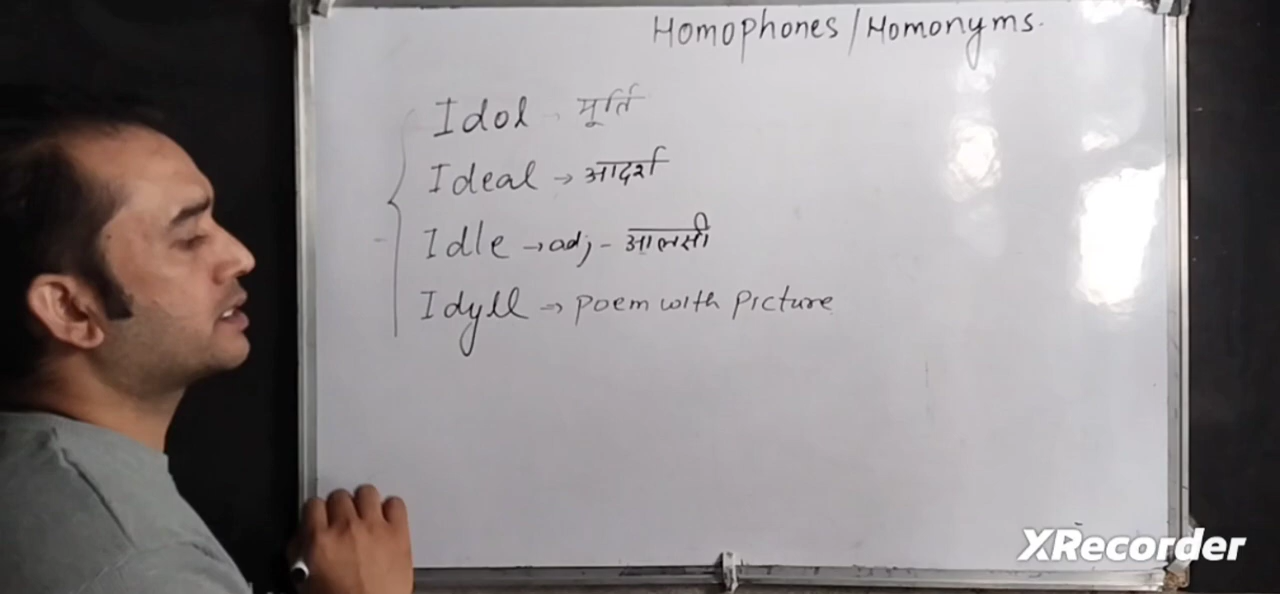 Homophones/Homonyms.
Idol - मूर्ति
Ideal → आदर्श
Idle → adj - आलसी
Idyll → Poem with Picture
XRecorder